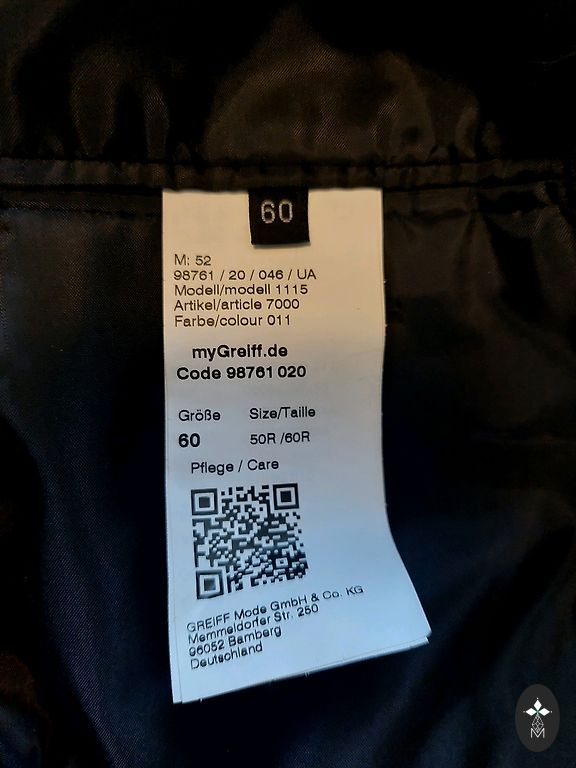 60
M: 52
98761 / 20 / 046 / UA
Modell/modell 1115
Artikel/article 7000
Farbe/colour 011
myGreiff.de
Code 98761 020
Größe Size/Taille
60 50R /60R
Pflege / Care
GREIFF Mode GmbH & Co. KG
Memmeldorfer Str. 250
96052 Bamberg
Deutschland
M